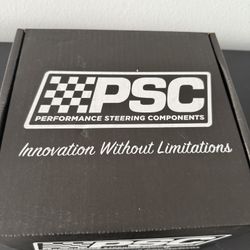 PSC
PERFORMANCE STEERING COMPONENTS
Innovation Without Limitations